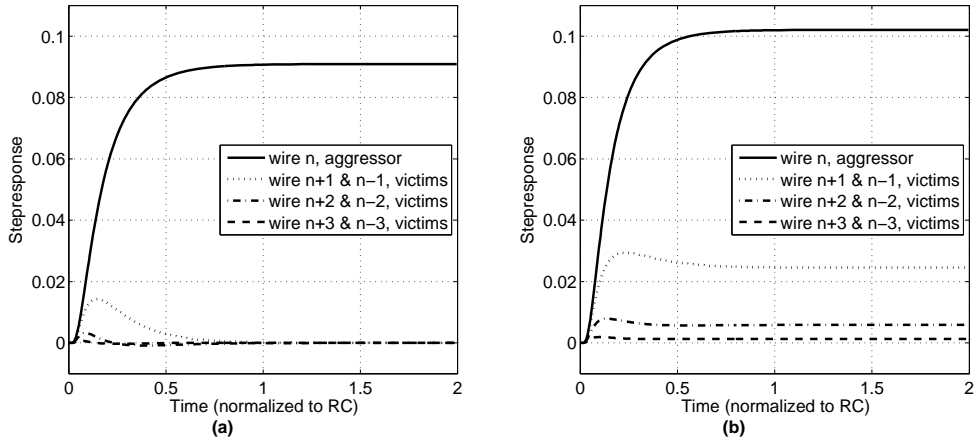 0.1
0.08
0.06
0.04
0.02
0
Stepresponse
wire n, aggressor
wire n+1 & n−1, victims
wire n+2 & n−2, victims
wire n+3 & n−3, victims
0 0.5 1 1.5 2
Time (normalized to RC)
(a)
0.1
0.08
0.06
0.04
0.02
0
Stepresponse
wire n, aggressor
wire n+1 & n−1, victims
wire n+2 & n−2, victims
wire n+3 & n−3, victims
0 0.5 1 1.5 2
Time (normalized to RC)
(b)